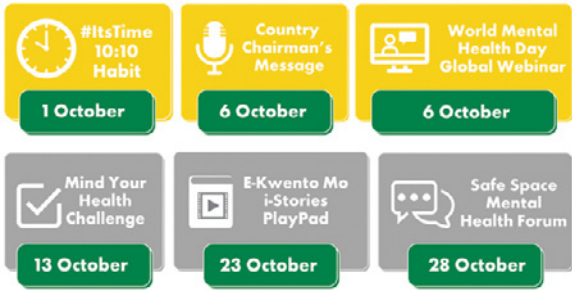 #ItsTime
10:10
Habit
1 October
Country
Chairman's
Message
6 October
World Mental
Health Day
Global Webinar
6 October
Mind Your
Health
Challenge
13 October
E-Kwento Mo
i-Stories
PlayPad
23 October
Safe Space
Mental
Health Forum
28 October